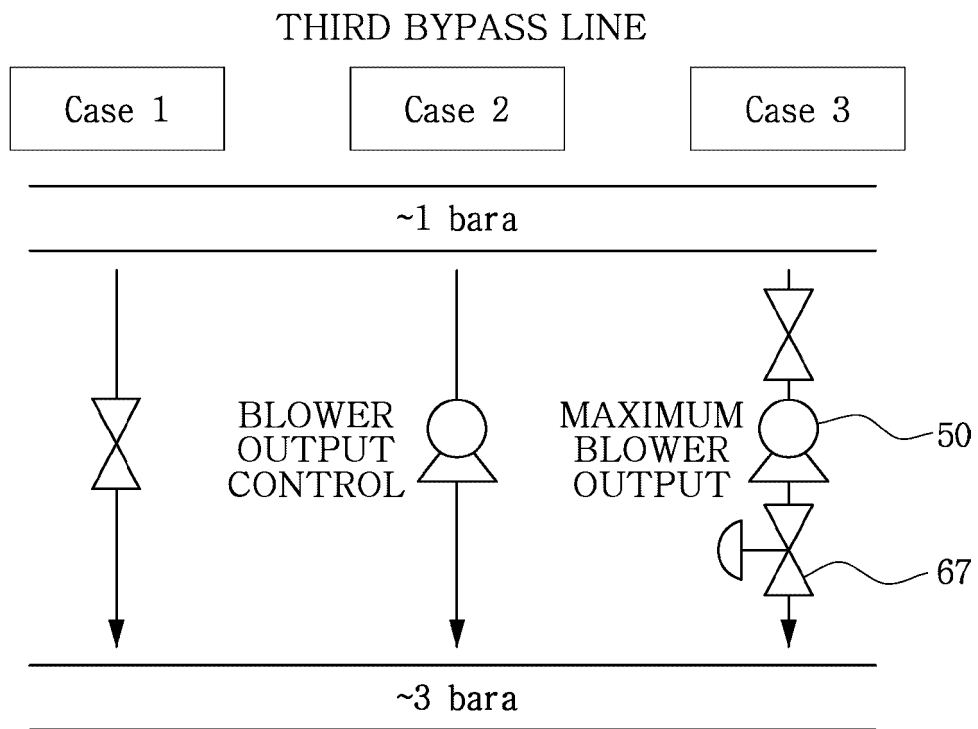 THIRD BYPASS LINE
Case 1
Case 2
Case 3
~1 bara
BLOWER
OUTPUT
CONTROL
MAXIMUM
BLOWER
OUTPUT
50
67
~3 bara